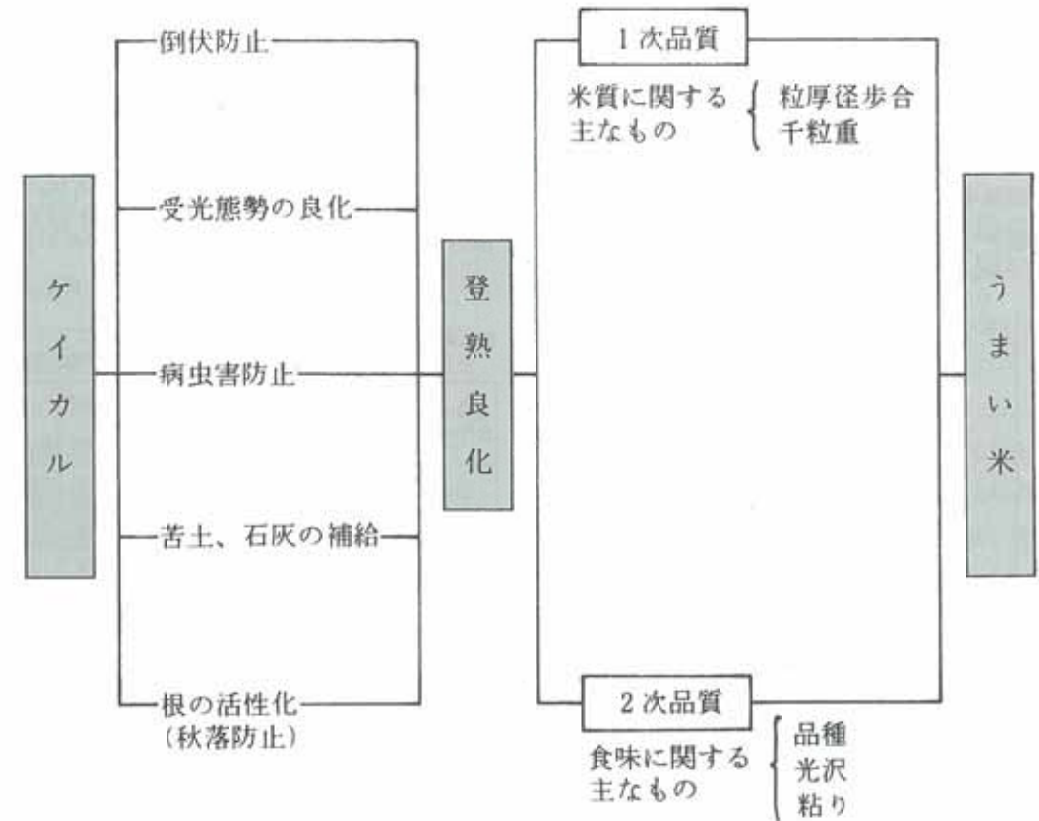 ケイカル
倒伏防止
受光態勢の良化
病虫害防止
苦土、石灰の補給
根の活性化
(秋落防止)
登熟良化
1次品質
米質に関する
主なもの
粒厚径歩合
千粒重
2次品質
食味に関する
主なもの
品種
光沢
粘り
うまい米